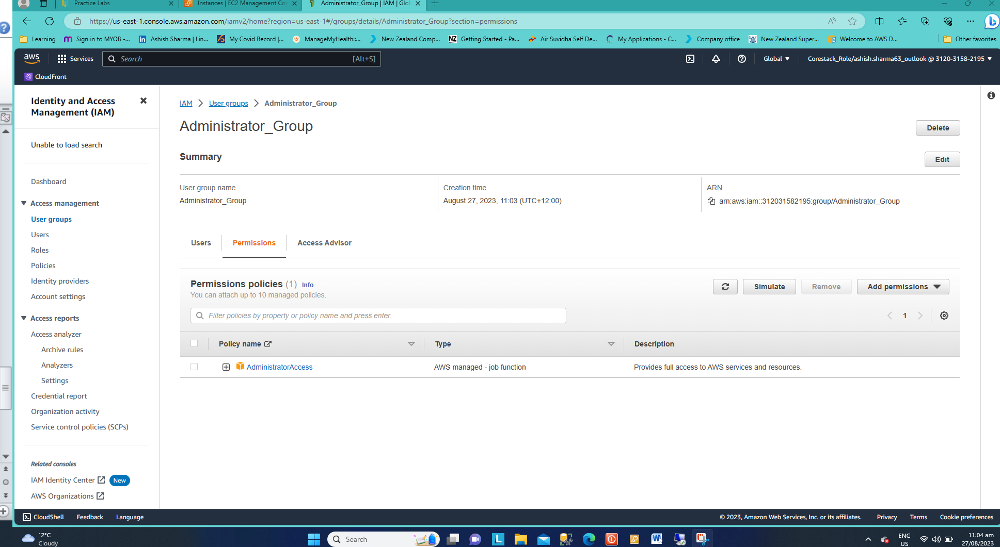 Practice Labs
Instances | EC2 Management Con
Administrator_Group | IAM | Glob
https://us-east-1.console.aws.amazon.com/iamv2/home?region=us-east-1#/groups/details/Administrator_Group?section=permissions
Learning
Sign in to MYOB -...
Ashish Sharma | Lin...
My Covid Record |...
ManageMyHealth:...
New Zealand Comp...
NZ
Getting Started - Pa...
Air Suvidha Self De...
My Applications - C...
Company office
New Zealand Super...
Welcome to AWS D...
Other favorites
aws
Services
Search
[Alt+S]
Global
Corestack_Role/ashish.sharma63_outlook @ 3120-3158-2195
CloudFront
Identity and Access
Management (IAM)
Unable to load search
Dashboard
Access management
User groups
Users
Roles
Policies
Identity providers
Account settings
Access reports
Access analyzer
Archive rules
Analyzers
Settings
Credential report
Organization activity
Service control policies (SCPs)
Related consoles
IAM Identity Center
New
AWS Organizations
IAM
User groups
Administrator_Group
Administrator_Group
Delete
Summary
Edit
User group name
Administrator_Group
Creation time
August 27, 2023, 11:03 (UTC+12:00)
ARN
arn:aws:iam::312031582195:group/Administrator_Group
Users
Permissions
Access Advisor
Permissions policies (1) Info
You can attach up to 10 managed policies.
Simulate
Remove
Add permissions
Filter policies by property or policy name and press enter.
1
Policy name
Type
Description
AdministratorAccess
AWS managed - job function
Provides full access to AWS services and resources.
CloudShell
Feedback
Language
© 2023, Amazon Web Services, Inc. or its affiliates.
Privacy
Terms
Cookie preferences
12°C
Cloudy
Search
ENG
US
11:04 am
27/08/2023